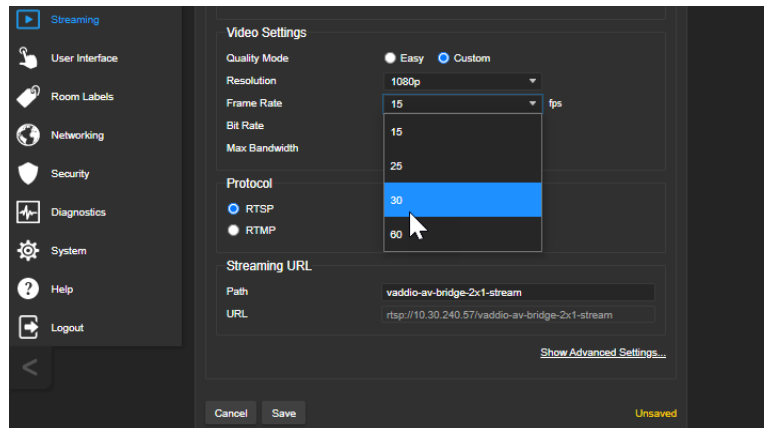 Streaming
User Interface
Room Labels
Networking
Security
Diagnostics
System
Help
Logout
<
Video Settings
Quality Mode Easy Custom
Resolution 1080p
Frame Rate 15 fps
Bit Rate
Max Bandwidth
15
25
30
60
Protocol
RTSP
RTMP
Streaming URL
Path vaddio-av-bridge-2x1-stream
URL rtsp://10.30.240.57/vaddio-av-bridge-2x1-stream
Show Advanced Settings...
Cancel Save Unsaved